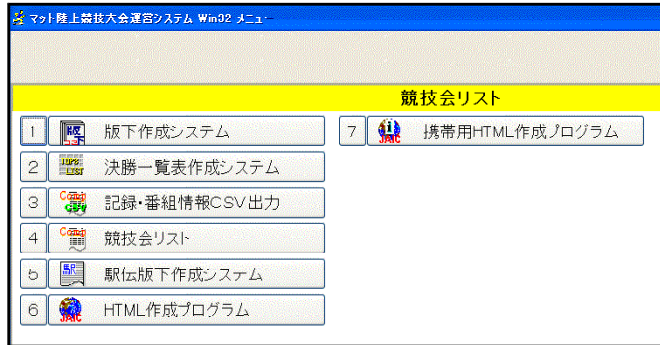 マット陸上競技大会運営システム Win32 メニュー
競技会リスト
1 版下作成システム
2 決勝一覧表作成システム
3 記録・番組情報CSV出力
4 競技会リスト
5 駅伝版下作成システム
6 HTML作成プログラム
7 携帯用HTML作成プログラム